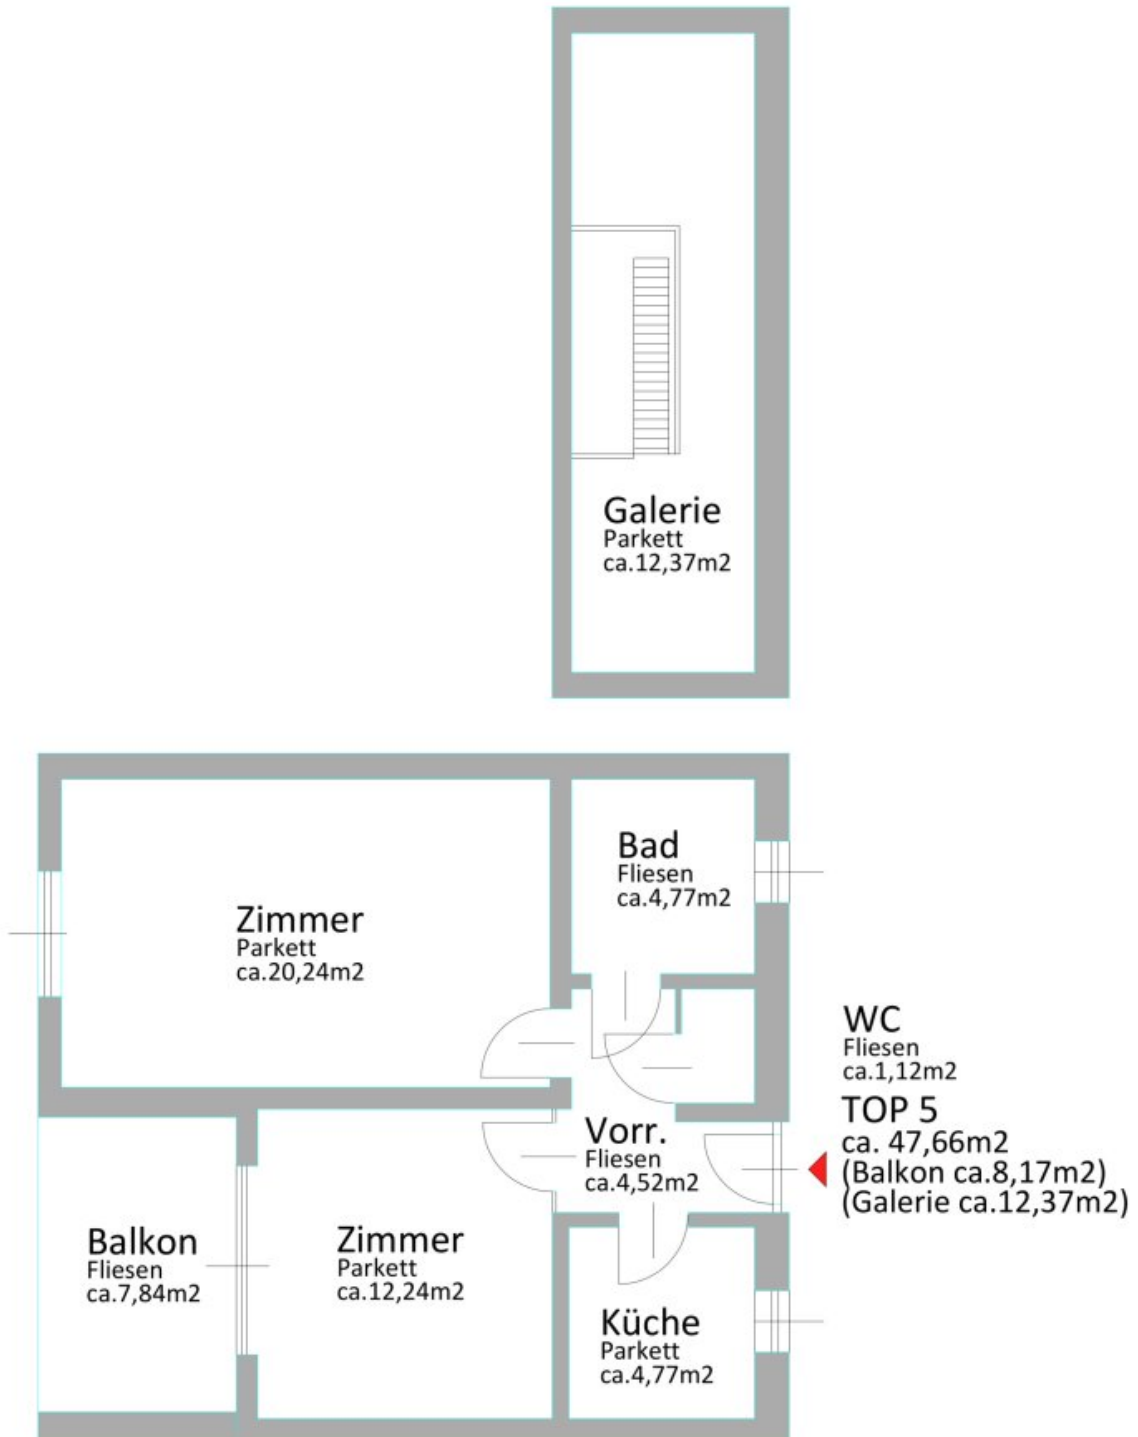 Galerie
Parkett
ca.12,37m2
Bad
Fliesen
ca.4,77m2
Zimmer
Parkett
ca.20,24m2
WC
Fliesen
ca.1,12m2
TOP 5
ca. 47,66m2
(Balkon ca.8,17m2)
(Galerie ca.12,37m2)
Vorr.
Fliesen
ca.4,52m2
Balkon
Fliesen
ca.7,84m2
Zimmer
Parkett
ca.12,24m2
Küche
Parkett
ca.4,77m2